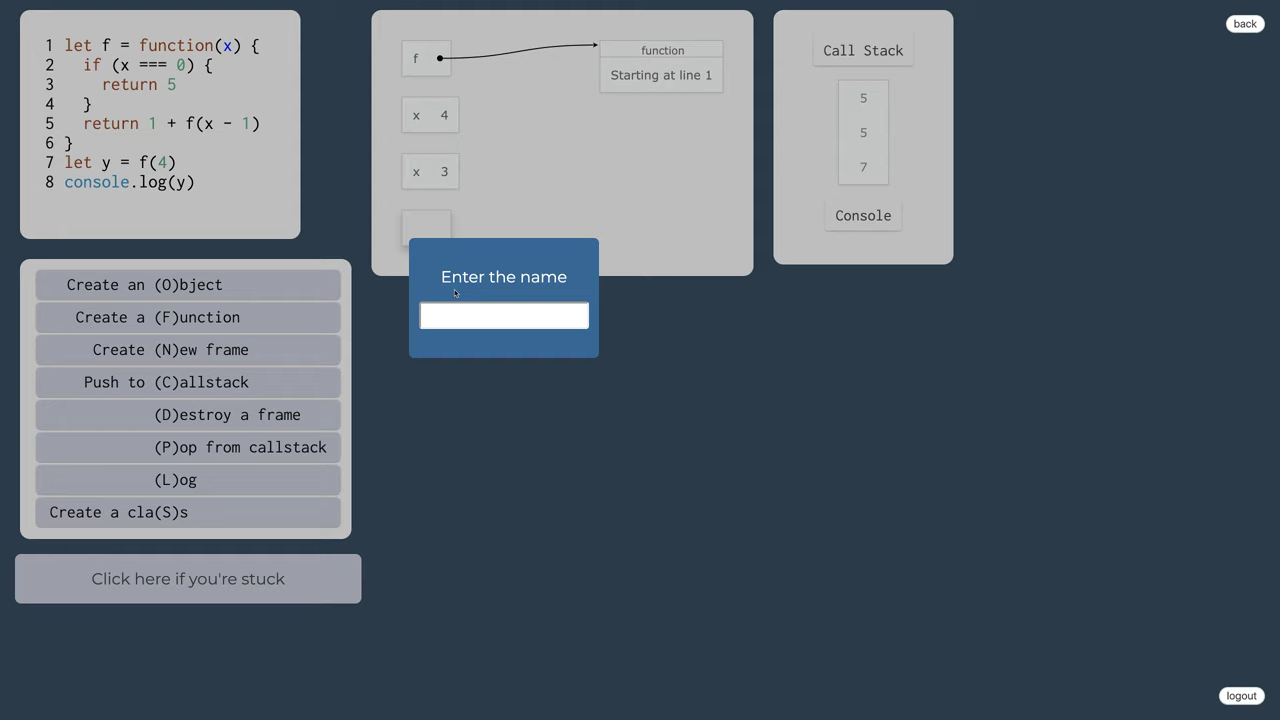 back
1 let f = function(x) {
2 if (x === 0) {
3 return 5
4 }
5 return 1 + f(x - 1)
6 }
7 let y = f(4)
8 console.log(y)
f
function
Starting at line 1
x 4
x 3
Call Stack
5
5
7
Console
Enter the name
Create an (O)bject
Create a (F)unction
Create (N)ew frame
Push to (C)allstack
(D)estroy a frame
(P)op from callstack
(L)og
Create a cla(S)s
Click here if you're stuck
logout